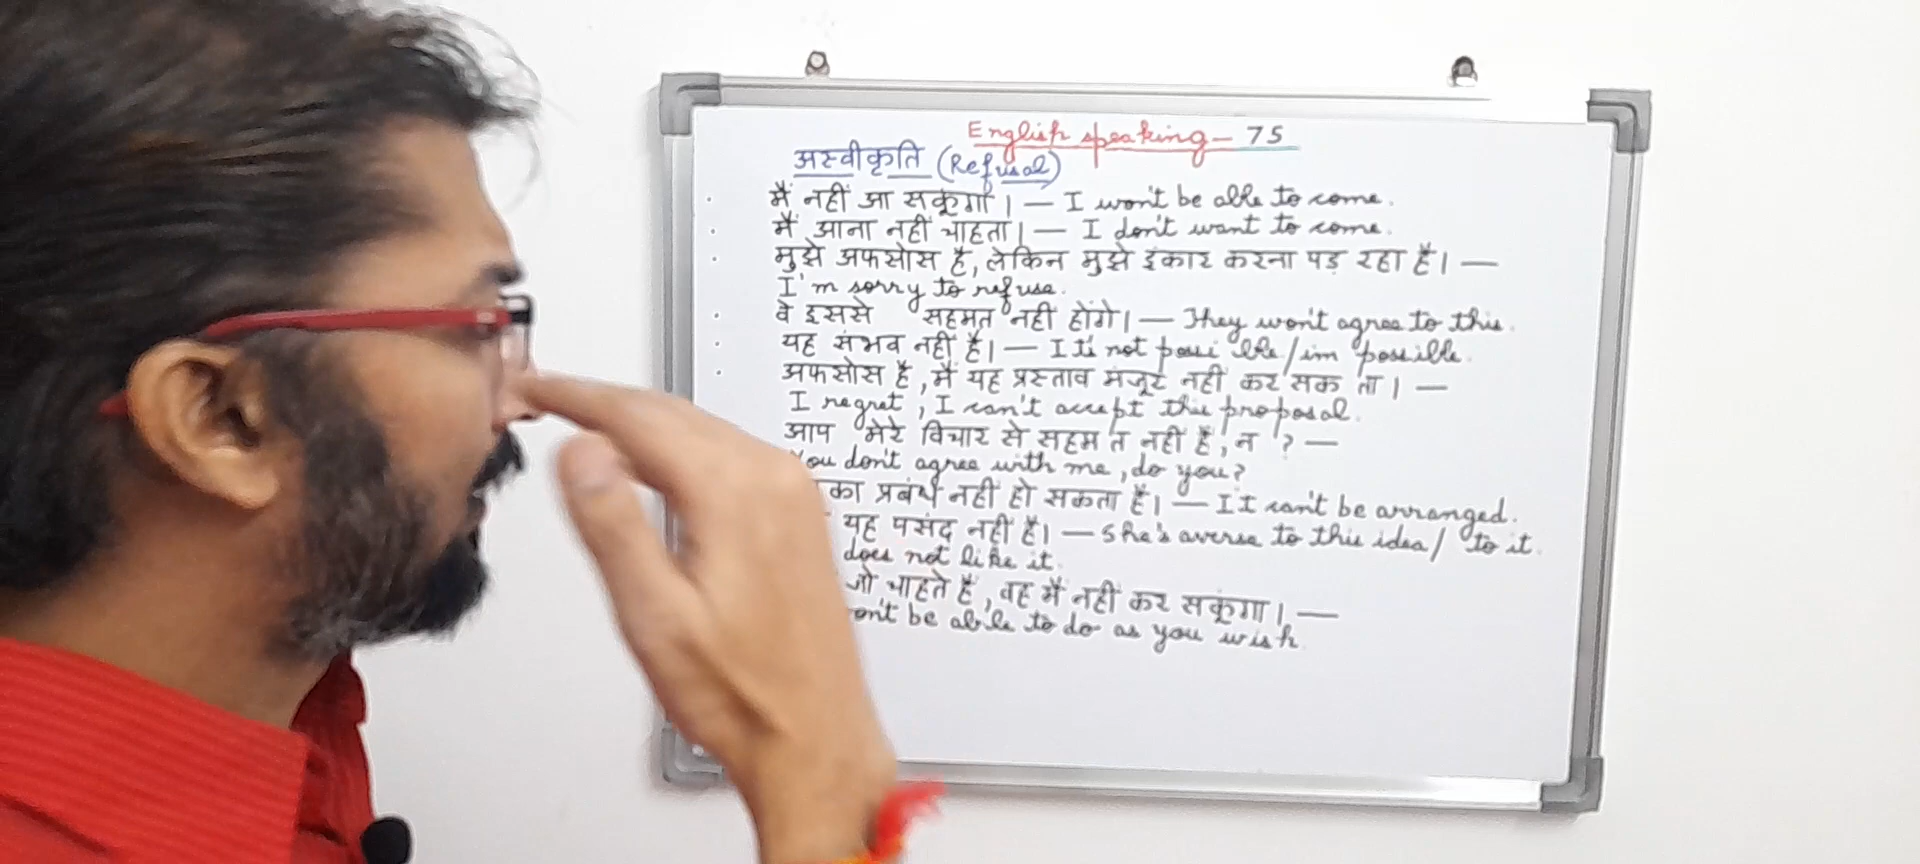 English speaking – 75
अस्वीकृति (Refusal)
मैं नहीं आ सकूंगा। — I won't be able to come.
मैं आना नहीं चाहता। — I don't want to come.
मुझे अफसोस है, लेकिन मुझे इंकार करना पड़ रहा है। —
I'm sorry to refuse.
वे इससे सहमत नहीं होंगे। — They won't agree to this.
यह संभव नहीं है। — It's not possible/impossible.
अफसोस है, मैं यह प्रस्ताव मंजूर नहीं कर सकता। —
I regret, I can't accept this proposal.
आप मेरे विचार से सहमत नहीं हैं, न ? —
You don't agree with me, do you?
का प्रबंध नहीं हो सकता है। — It can't be arranged.
यह पसंद नहीं है। — She's averse to this idea/ to it.
does not like it.
जो चाहते हैं, वह मैं नहीं कर सकूंगा। —
on't be able to do as you wish.